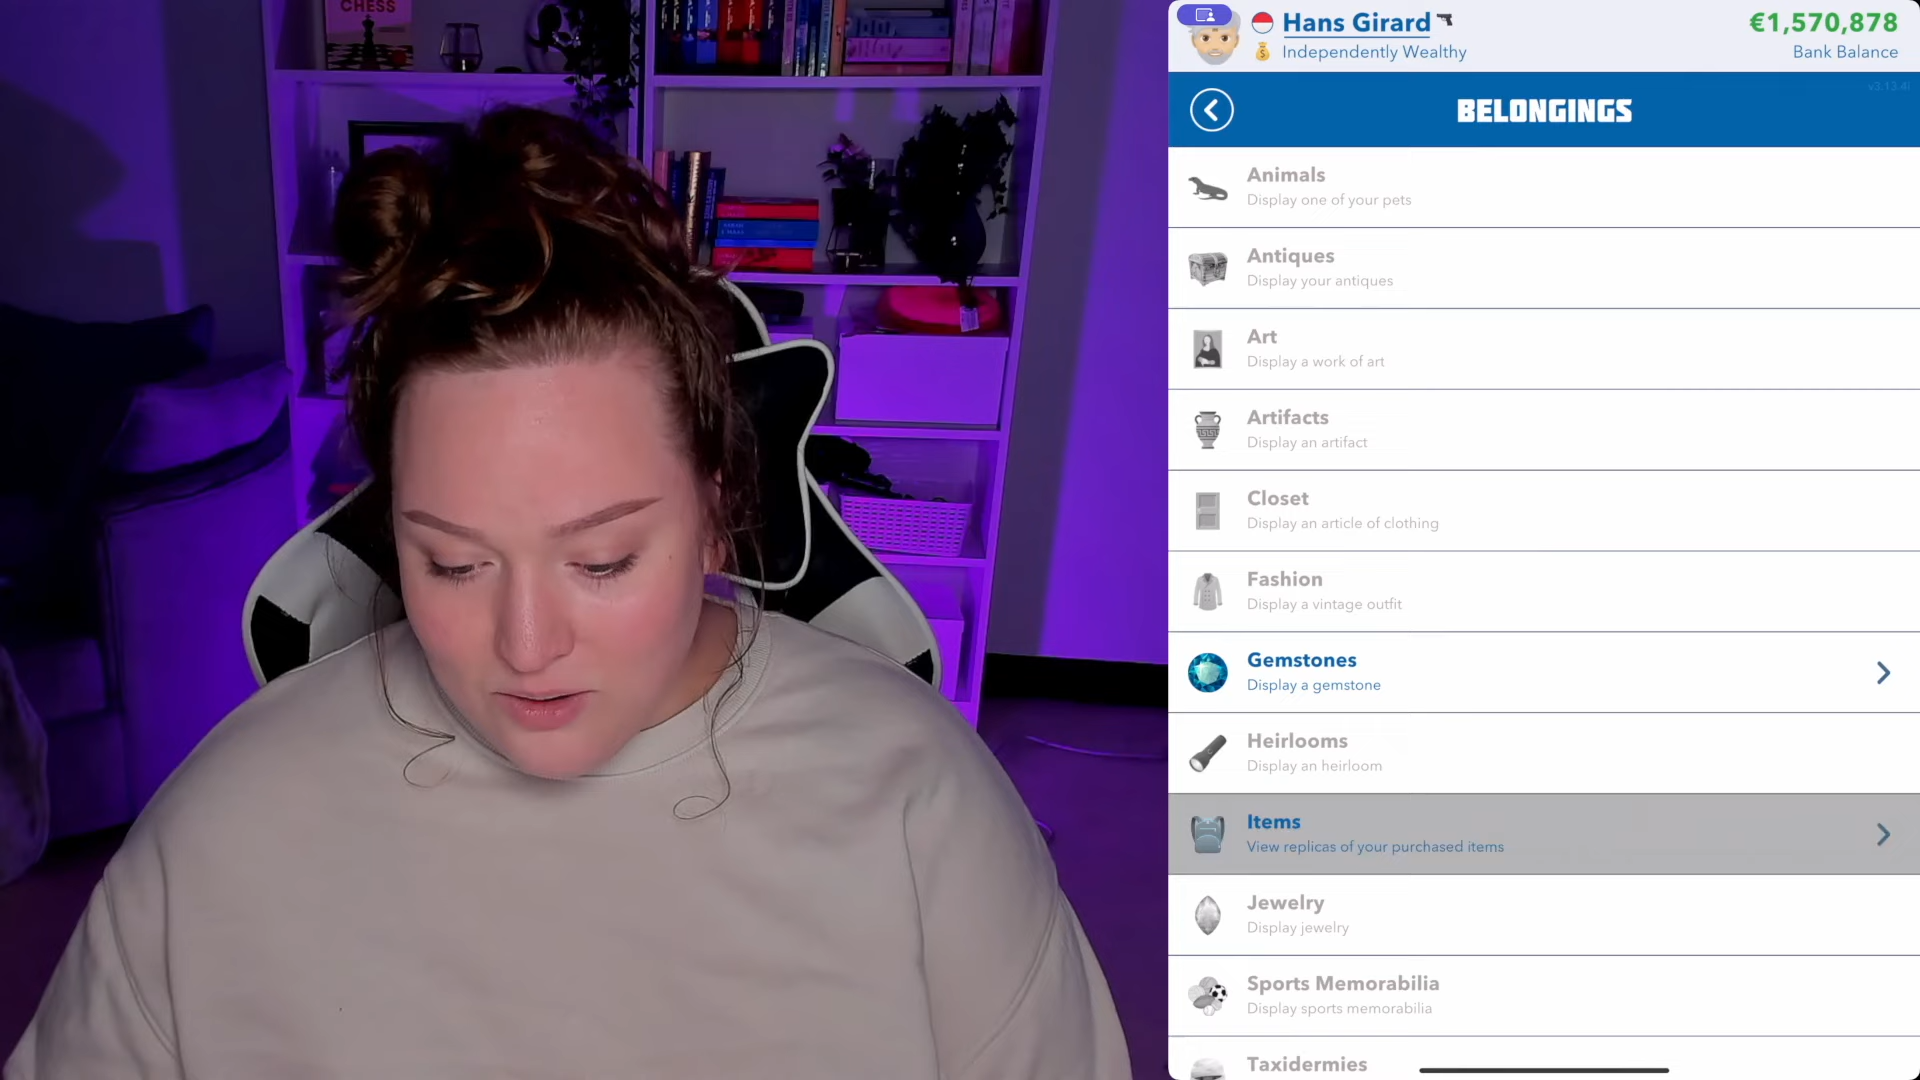 CHESS
Hans Girard
Independently Wealthy
€1,570,878
Bank Balance
v3.13.4i
BELONGINGS
Animals
Display one of your pets
Antiques
Display your antiques
Art
Display a work of art
Artifacts
Display an artifact
Closet
Display an article of clothing
Fashion
Display a vintage outfit
Gemstones
Display a gemstone
Heirlooms
Display an heirloom
Items
View replicas of your purchased items
Jewelry
Display jewelry
Sports Memorabilia
Display sports memorabilia
Taxidermies